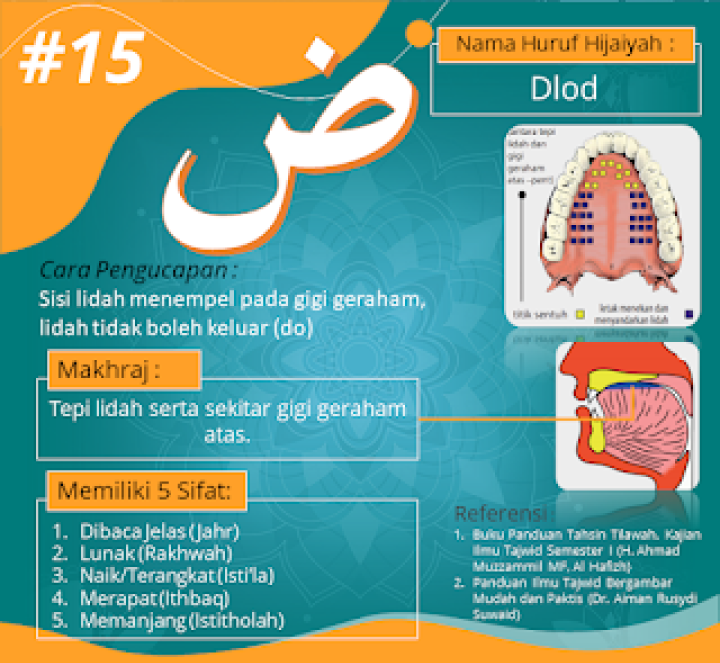 #15
ض
Nama Huruf Hijaiyah :
Dlod
antara tepi
lidah dan
gigi
geraham
atas
titik sentuh
letak menekan dan
menyandarkan lidah
Cara Pengucapan :
Sisi lidah menempel pada gigi geraham,
lidah tidak boleh keluar (do)
Makhraj :
Tepi lidah serta sekitar gigi geraham
atas.
Memiliki 5 Sifat:
1. Dibaca Jelas (Jahr)
2. Lunak (Rakhwah)
3. Naik/Terangkat (Isti'la)
4. Merapat (Ithbaq)
5. Memanjang (Istitholah)
Referensi :
1. Buku Panduan Tahsin Tilawah, Kajian
Ilmu Tajwid Semester I (H. Ahmad
Muzzammil MF. Al Hafizh)
2. Panduan Ilmu Tajwid Bergambar
Mudah dan Paktis (Dr. Aiman Rusydi
Suwaid)